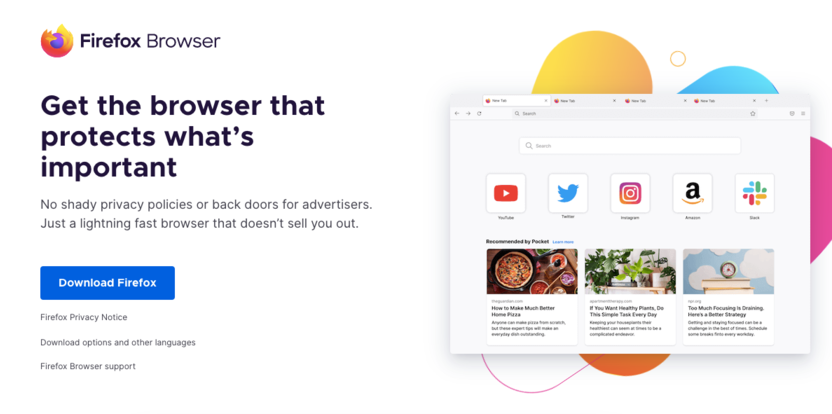 Firefox Browser
Get the browser that
protects what's
important
No shady privacy policies or back doors for advertisers.
Just a lightning fast browser that doesn't sell you out.
Download Firefox
Firefox Privacy Notice
Download options and other languages
Firefox Browser support
New Tab
New Tab
New Tab
New Tab
Search
Search
YouTube
Twitter
Instagram
Amazon
Slack
Recommended by Pocket Learn more
theguardian.com
How to Make Much Better
Home Pizza
Anyone can make pizza from scratch,
but these expert tips will make an
everyday dish outstanding.
apartmenttherapy.com
If You Want Healthy Plants, Do
This Simple Task Every Day
Keeping your houseplants their
healthiest can seem at times to be a
complicated endeavor.
npr.org
Too Much Focusing Is Draining.
Here's a Better Strategy
Getting and staying focused can be a
challenge in the best of times. Schedule
some breaks first every workday.